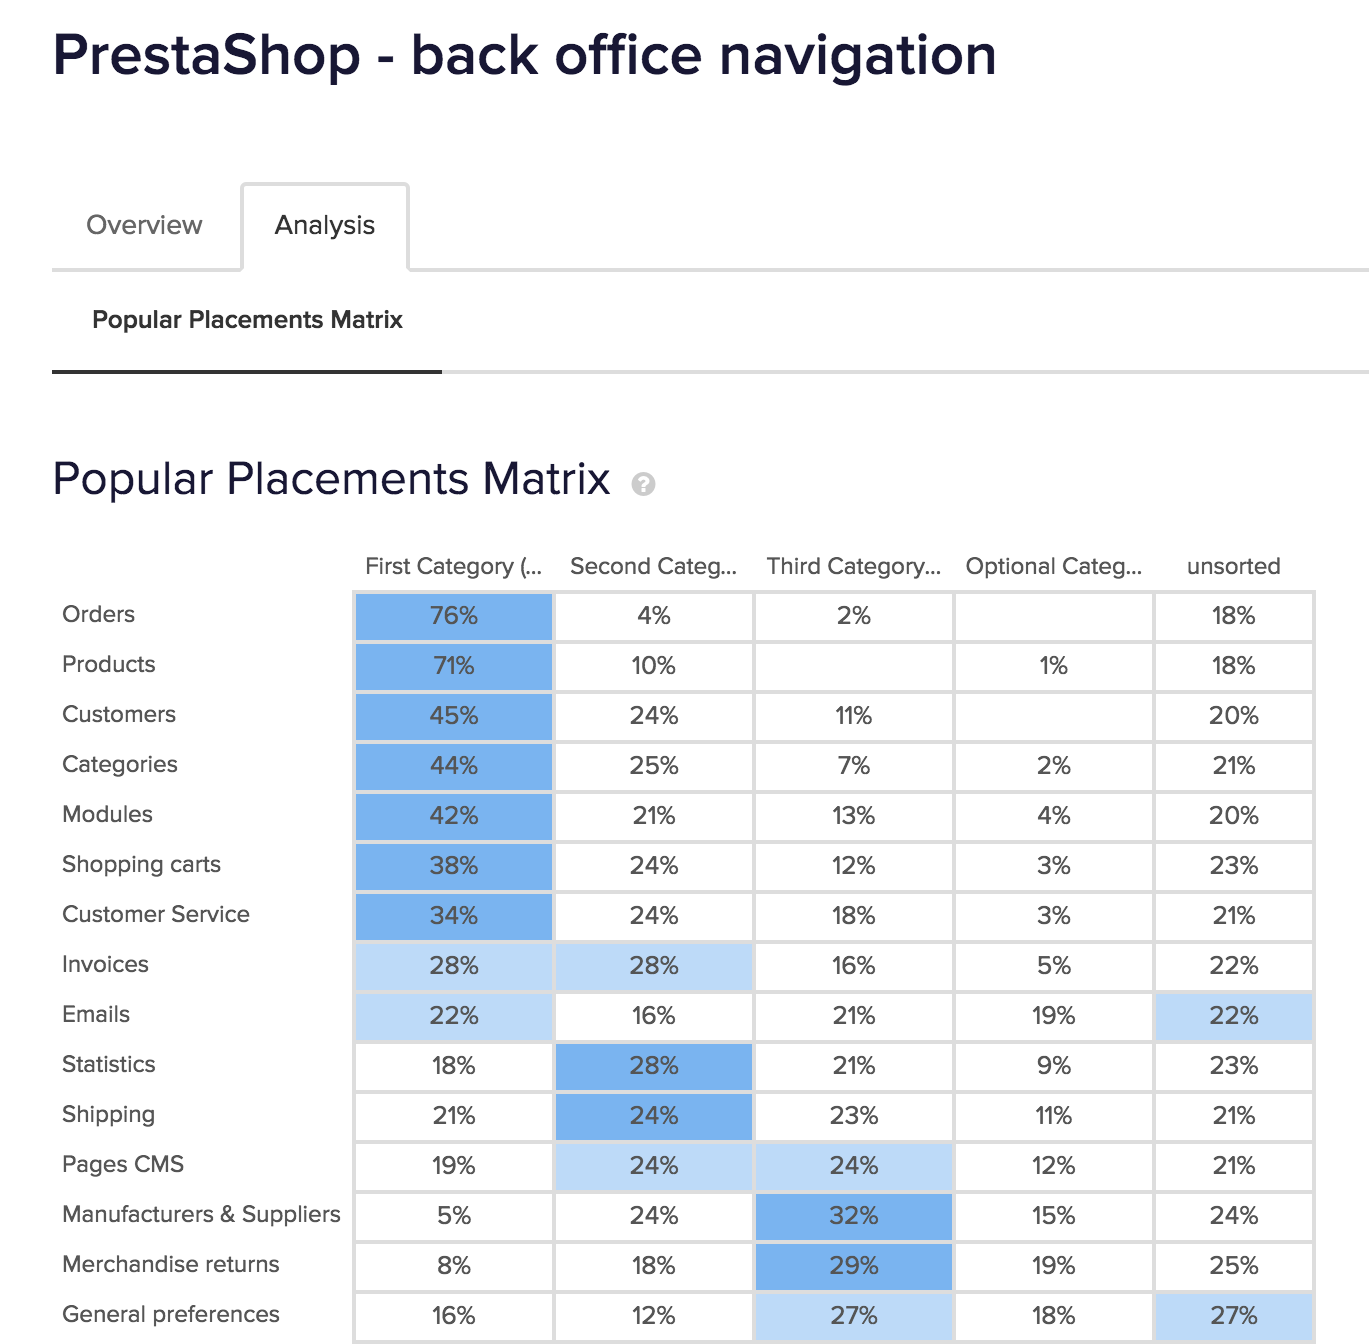 PrestaShop - back office navigation
Overview Analysis
Popular Placements Matrix
Popular Placements Matrix ?
First Category (... Second Categ... Third Category... Optional Categ... unsorted
Orders 76% 4% 2% 18%
Products 71% 10% 1% 18%
Customers 45% 24% 11% 20%
Categories 44% 25% 7% 2% 21%
Modules 42% 21% 13% 4% 20%
Shopping carts 38% 24% 12% 3% 23%
Customer Service 34% 24% 18% 3% 21%
Invoices 28% 28% 16% 5% 22%
Emails 22% 16% 21% 19% 22%
Statistics 18% 28% 21% 9% 23%
Shipping 21% 24% 23% 11% 21%
Pages CMS 19% 24% 24% 12% 21%
Manufacturers & Suppliers 5% 24% 32% 15% 24%
Merchandise returns 8% 18% 29% 19% 25%
General preferences 16% 12% 27% 18% 27%